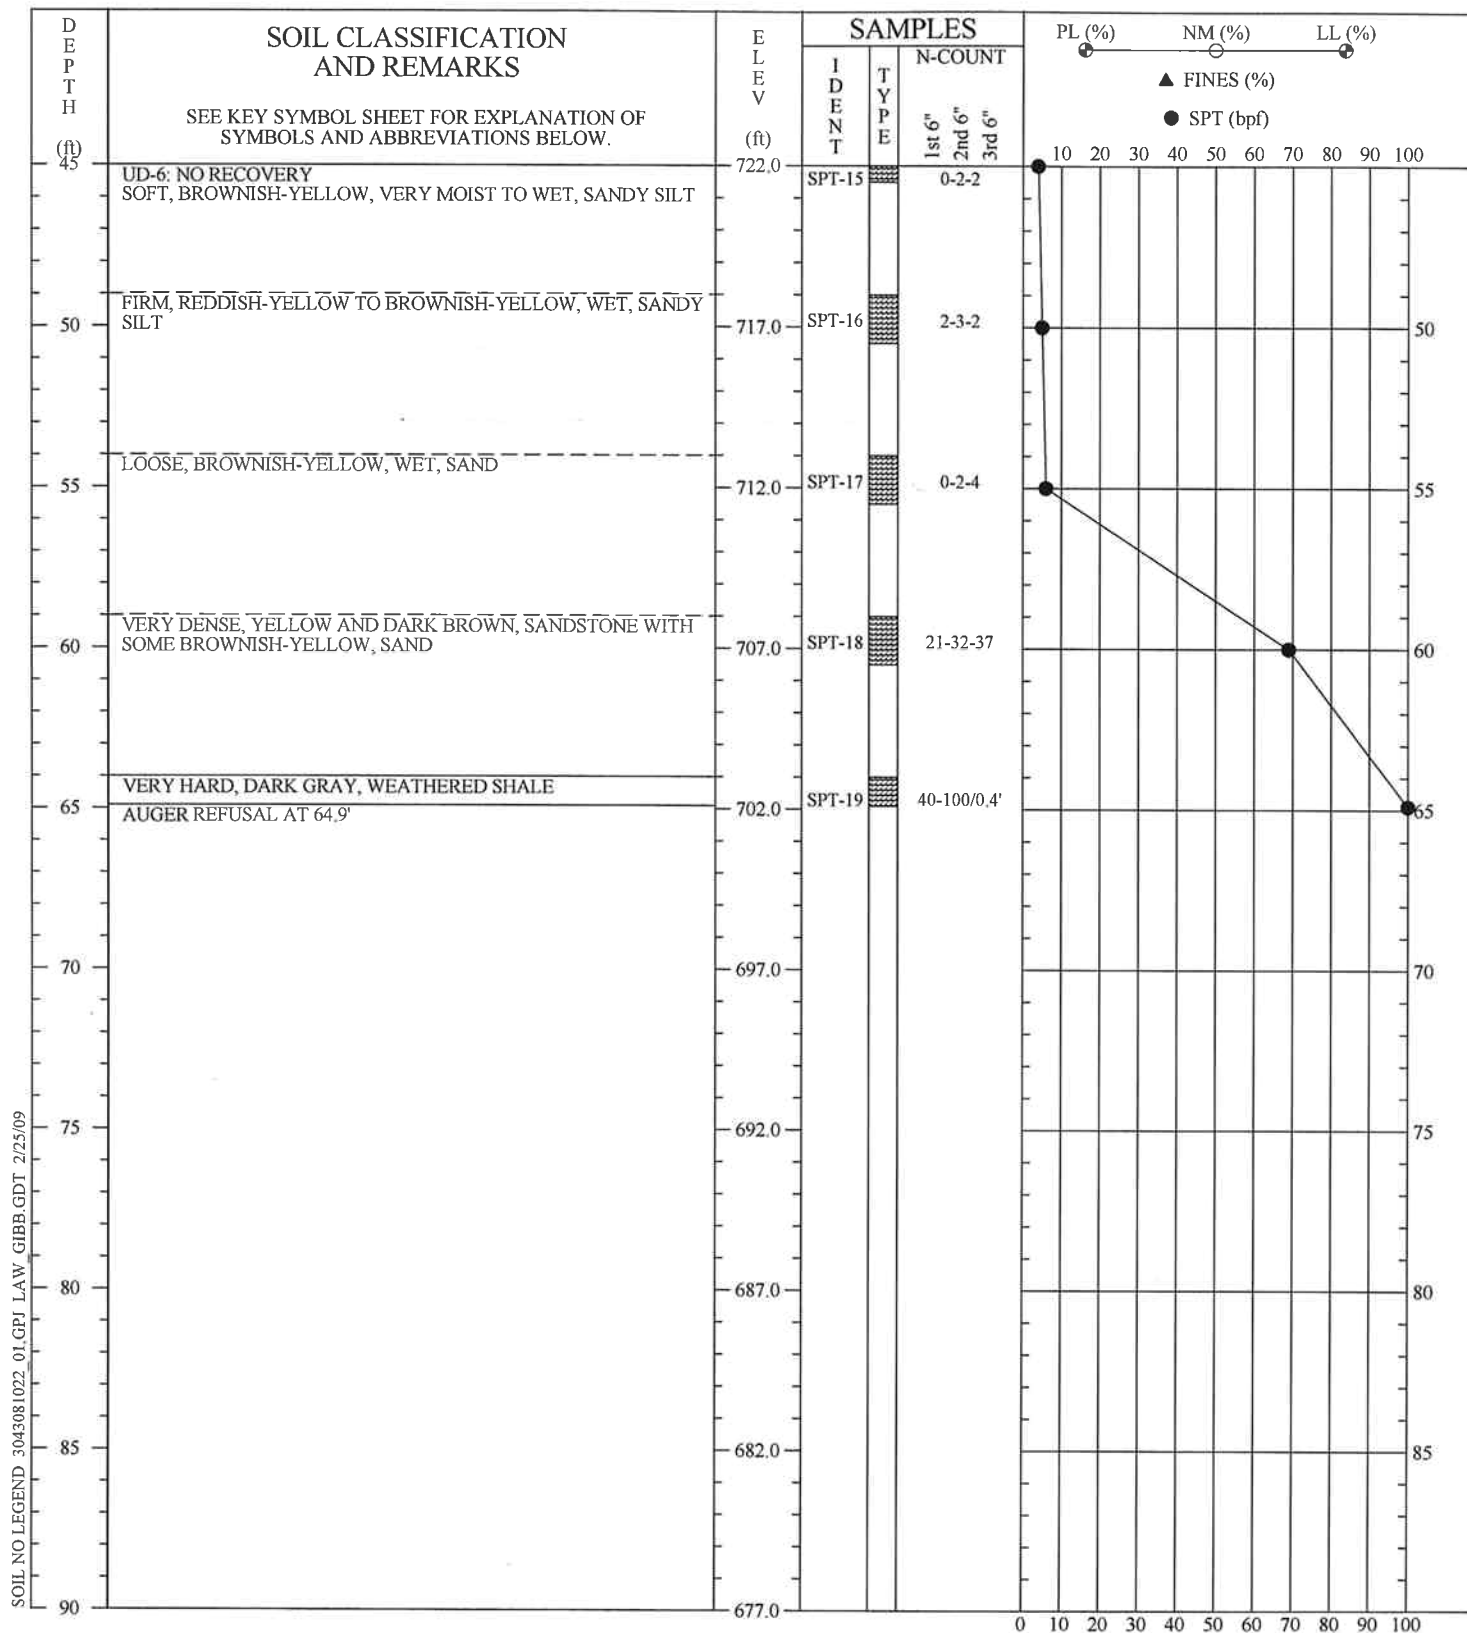 DEPTH
(ft)
SOIL CLASSIFICATION
AND REMARKS
SEE KEY SYMBOL SHEET FOR EXPLANATION OF
SYMBOLS AND ABBREVIATIONS BELOW.
ELEV
(ft)
SAMPLES
IDENT
TYPE
N-COUNT
1st 6"
2nd 6"
3rd 6"
PL (%) NM (%) LL (%)
▲ FINES (%)
● SPT (bpf)
10 20 30 40 50 60 70 80 90 100
45
UD-6: NO RECOVERY
SOFT, BROWNISH-YELLOW, VERY MOIST TO WET, SANDY SILT
722.0
SPT-15
0-2-2
FIRM, REDDISH-YELLOW TO BROWNISH-YELLOW, WET, SANDY
SILT
50
717.0
SPT-16
2-3-2
50
LOOSE, BROWNISH-YELLOW, WET, SAND
55
712.0
SPT-17
0-2-4
55
VERY DENSE, YELLOW AND DARK BROWN, SANDSTONE WITH
SOME BROWNISH-YELLOW, SAND
60
707.0
SPT-18
21-32-37
60
VERY HARD, DARK GRAY, WEATHERED SHALE
65
AUGER REFUSAL AT 64.9'
702.0
SPT-19
40-100/0.4'
65
70
697.0
70
75
692.0
75
80
687.0
80
85
682.0
85
90
677.0
0 10 20 30 40 50 60 70 80 90 100
SOIL NO LEGEND 3043081022_01.GPJ LAW_GIBB.GDT 2/25/09